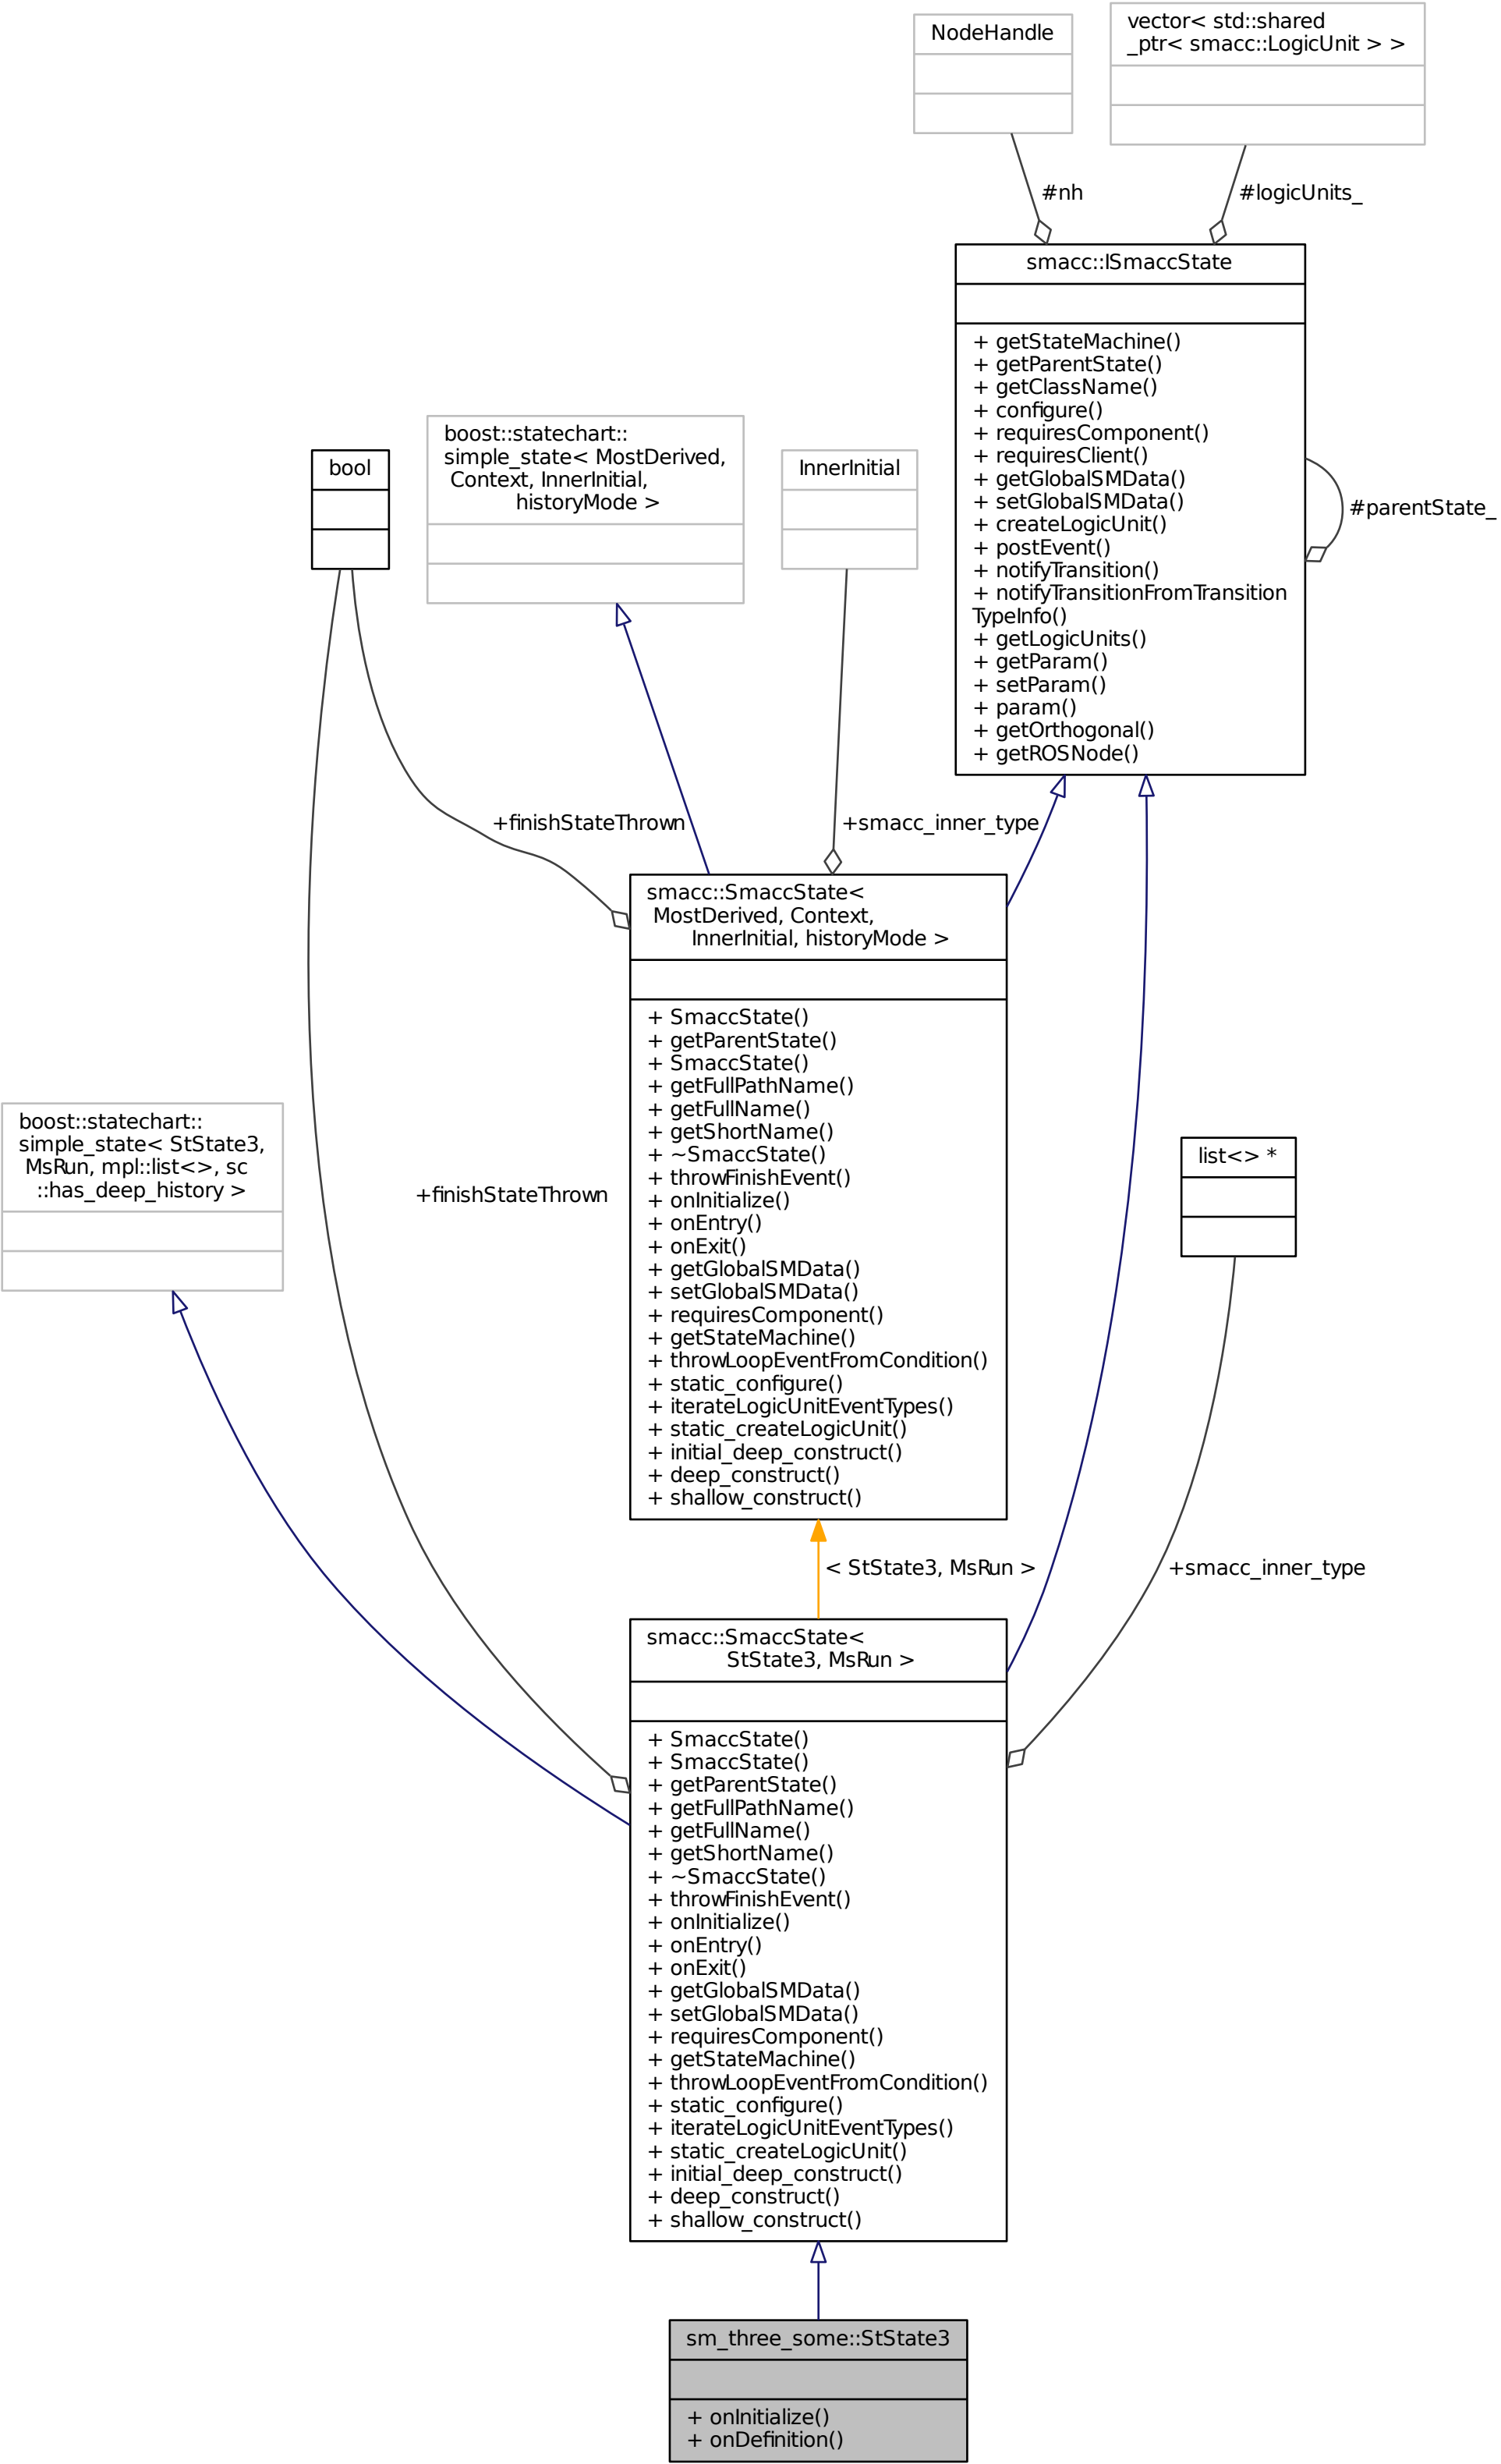 NodeHandle
vector< std::shared
_ptr< smacc::LogicUnit > >
#nh
#logicUnits_
smacc::ISmaccState
+ getStateMachine()
+ getParentState()
+ getClassName()
+ configure()
+ requiresComponent()
+ requiresClient()
+ getGlobalSMData()
+ setGlobalSMData()
+ createLogicUnit()
+ postEvent()
+ notifyTransition()
+ notifyTransitionFromTransition
TypeInfo()
+ getLogicUnits()
+ getParam()
+ setParam()
+ param()
+ getOrthogonal()
+ getROSNode()
#parentState_
bool
boost::statechart::
simple_state< MostDerived,
Context, InnerInitial,
historyMode >
InnerInitial
+finishStateThrown
+smacc_inner_type
smacc::SmaccState<
MostDerived, Context,
InnerInitial, historyMode >
+ SmaccState()
+ getParentState()
+ SmaccState()
+ getFullPathName()
+ getFullName()
+ getShortName()
+ ~SmaccState()
+ throwFinishEvent()
+ onInitialize()
+ onEntry()
+ onExit()
+ getGlobalSMData()
+ setGlobalSMData()
+ requiresComponent()
+ getStateMachine()
+ throwLoopEventFromCondition()
+ static_configure()
+ iterateLogicUnitEventTypes()
+ static_createLogicUnit()
+ initial_deep_construct()
+ deep_construct()
+ shallow_construct()
boost::statechart::
simple_state< StState3,
MsRun, mpl::list<>, sc
::has_deep_history >
+finishStateThrown
list<> *
< StState3, MsRun >
+smacc_inner_type
smacc::SmaccState<
StState3, MsRun >
+ SmaccState()
+ SmaccState()
+ getParentState()
+ getFullPathName()
+ getFullName()
+ getShortName()
+ ~SmaccState()
+ throwFinishEvent()
+ onInitialize()
+ onEntry()
+ onExit()
+ getGlobalSMData()
+ setGlobalSMData()
+ requiresComponent()
+ getStateMachine()
+ throwLoopEventFromCondition()
+ static_configure()
+ iterateLogicUnitEventTypes()
+ static_createLogicUnit()
+ initial_deep_construct()
+ deep_construct()
+ shallow_construct()
sm_three_some::StState3
+ onInitialize()
+ onDefinition()